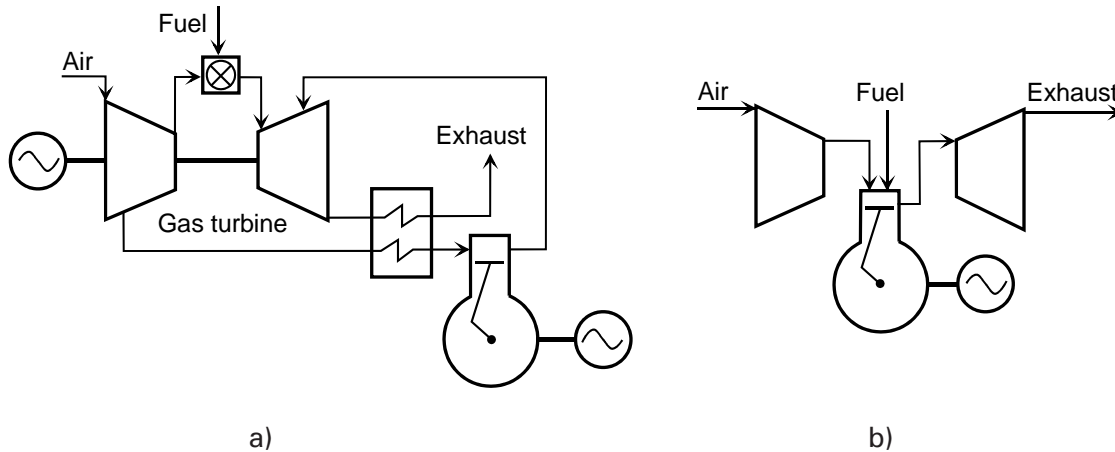 Fuel
Air
Exhaust
Gas turbine
Air
Fuel
Exhaust
a)
b)